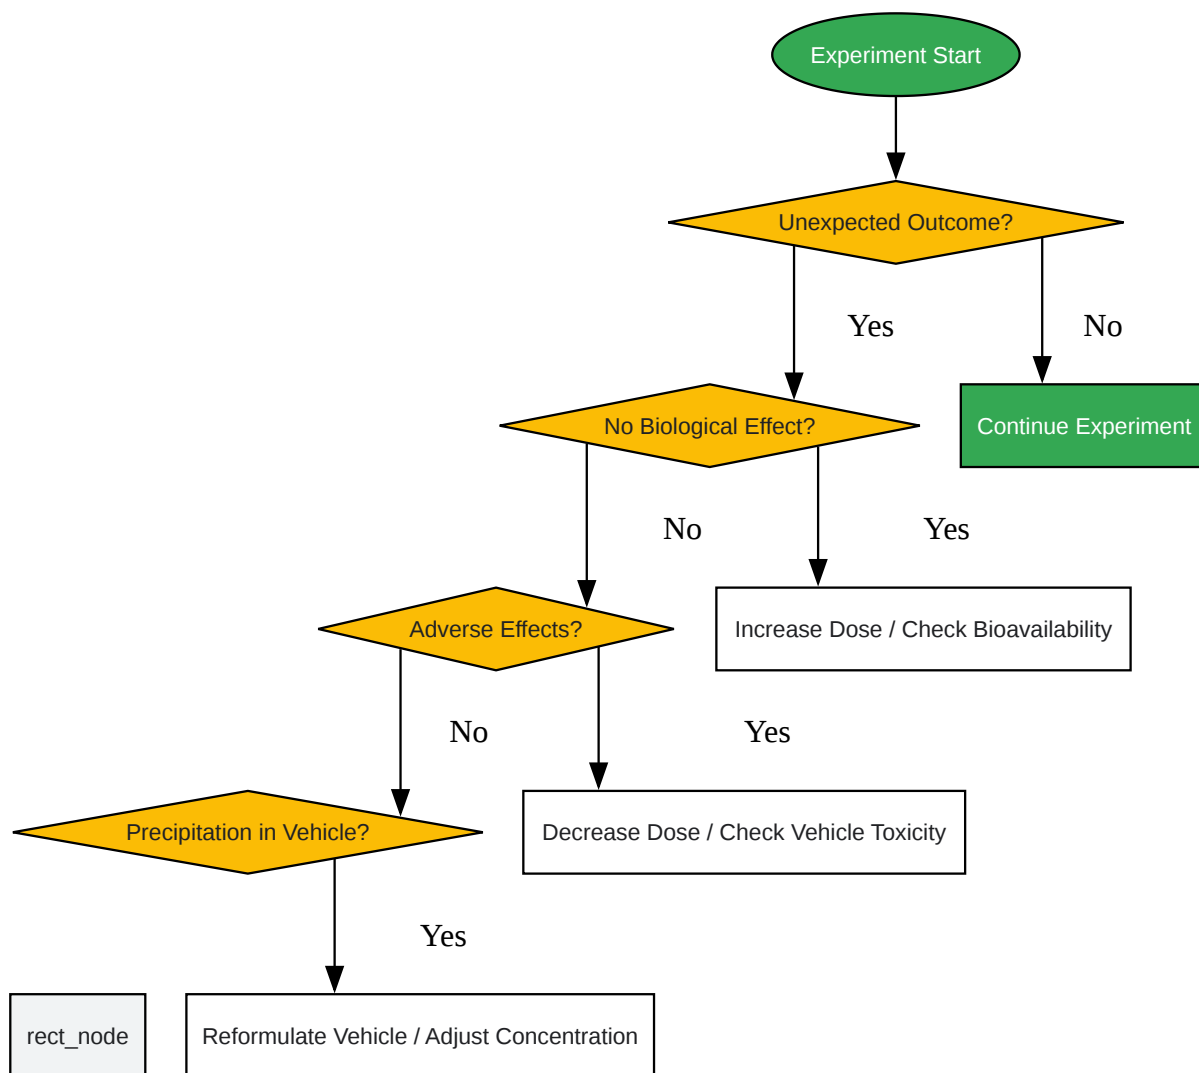 Experiment Start
Unexpected Outcome?
Yes
No
No Biological Effect?
Continue Experiment
No
Yes
Adverse Effects?
Increase Dose / Check Bioavailability
No
Yes
Precipitation in Vehicle?
Decrease Dose / Check Vehicle Toxicity
Yes
rect_node
Reformulate Vehicle / Adjust Concentration